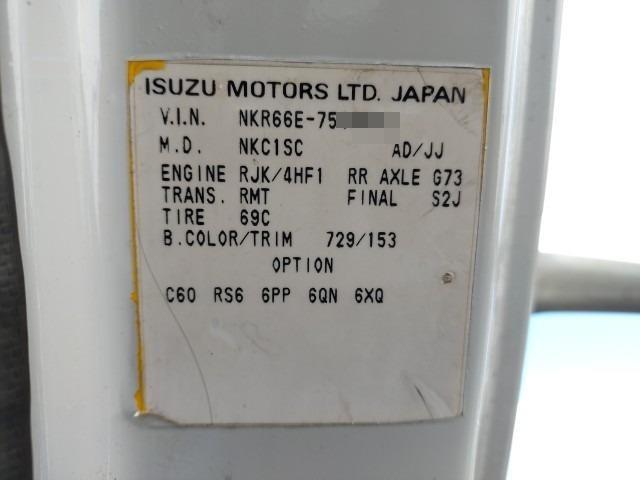 ISUZU MOTORS LTD. JAPAN
V.I.N. NKR66E-75
M.D. NKC1SC AD/JJ
ENGINE RJK/4HF1 RR AXLE G73
TRANS. RMT FINAL S2J
TIRE 69C
B.COLOR/TRIM 729/153
OPTION
C60 RS6 6PP 6QN 6XQ